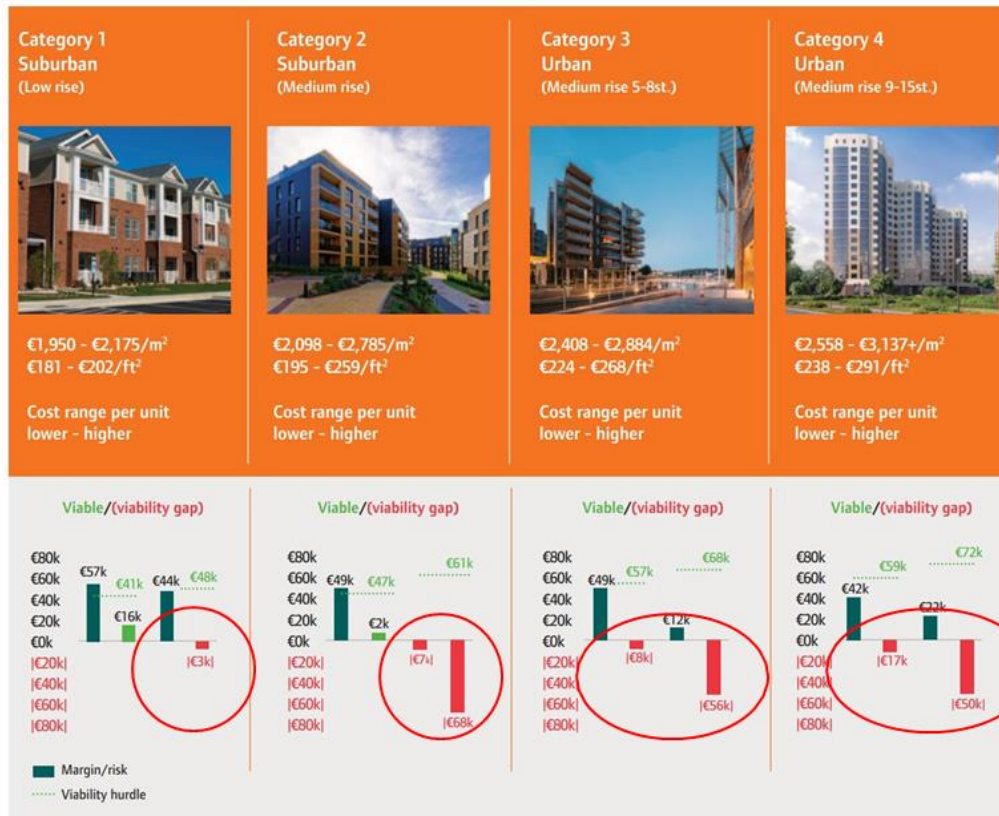 Category 1
Suburban
(Low rise)
€1,950 - €2,175/m²
€181 - €202/ft²
Cost range per unit
lower - higher
Category 2
Suburban
(Medium rise)
€2,098 - €2,785/m²
€195 - €259/ft²
Cost range per unit
lower - higher
Category 3
Urban
(Medium rise 5-8st.)
€2,408 - €2,884/m²
€224 - €268/ft²
Cost range per unit
lower - higher
Category 4
Urban
(Medium rise 9-15st.)
€2,558 - €3,137+/m²
€238 - €291/ft²
Cost range per unit
lower - higher
Viable/(viability gap)
€80k
€60k
€40k
€20k
€0k
|€20k|
|€40k|
|€60k|
|€80k|
€57k
€41k
€16k
€44k
€48k
|€3k|
Margin/risk
Viability hurdle
Viable/(viability gap)
€80k
€60k
€40k
€20k
€0k
|€20k|
|€40k|
|€60k|
|€80k|
€49k
€47k
€2k
€61k
|€7k|
|€68k|
Viable/(viability gap)
€80k
€60k
€40k
€20k
€0k
|€20k|
|€40k|
|€60k|
|€80k|
€49k
€57k
|€8k|
€12k
€68k
|€56k|
Viable/(viability gap)
€80k
€60k
€40k
€20k
€0k
|€20k|
|€40k|
|€60k|
|€80k|
€42k
€59k
|€17k|
€22k
€72k
|€50k|